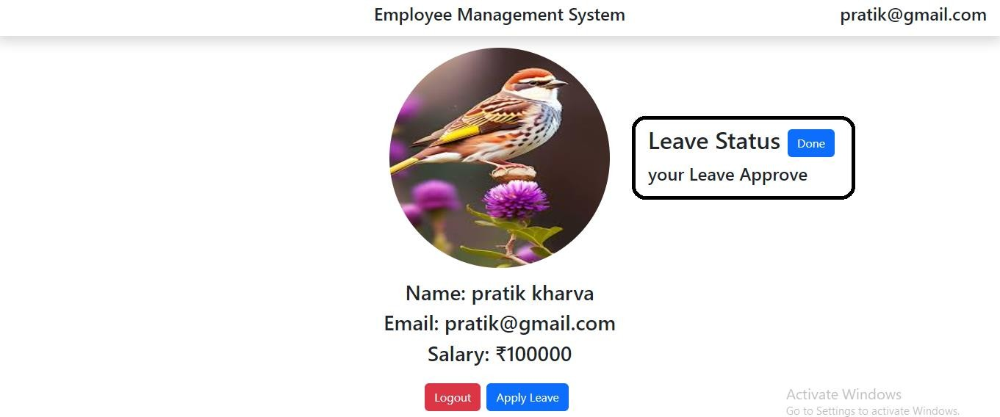 Employee Management System
pratik@gmail.com
Leave Status
Done
your Leave Approve
Name: pratik kharva
Email: pratik@gmail.com
Salary: ₹100000
Logout
Apply Leave
Activate Windows
Go to Settings to activate Windows.